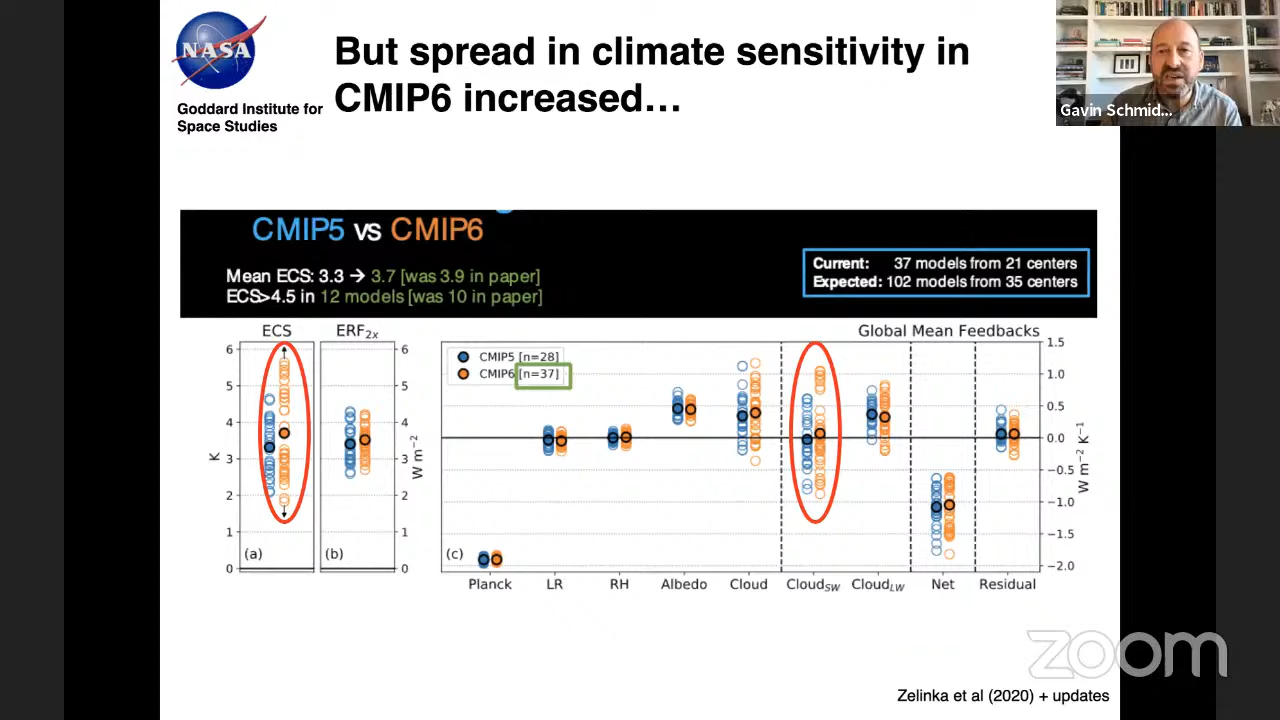 NASA
Goddard Institute for
Space Studies
But spread in climate sensitivity in
CMIP6 increased…
Gavin Schmid...
CMIP5 vs CMIP6
Mean ECS: 3.3 → 3.7 [was 3.9 in paper]
ECS>4.5 in 12 models [was 10 in paper]
Current: 37 models from 21 centers
Expected: 102 models from 35 centers
ECS
ERF2x
Global Mean Feedbacks
CMIP5 [n=28]
CMIP6 [n=37]
6
5
4
3
2
1
0
K
(a)
6
5
4
3
2
1
0
W m−2
(b)
1.5
1.0
0.5
0.0
−0.5
−1.0
−1.5
−2.0
W m−2 K−1
(c)
Planck LR RH Albedo Cloud CloudSW CloudLW Net Residual
zoom
Zelinka et al (2020) + updates